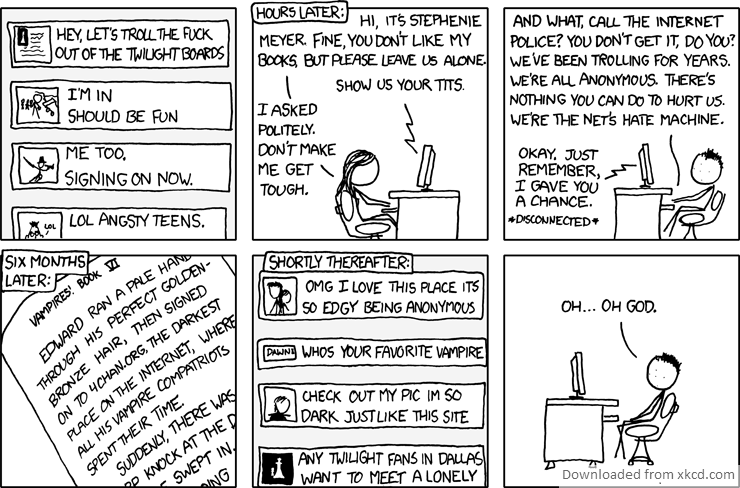 HEY, LET'S TROLL THE FUCK
OUT OF THE TWILIGHT BOARDS
I'M IN
SHOULD BE FUN
ME TOO.
SIGNING ON NOW.
LOL
LOL ANGSTY TEENS.
HOURS LATER:
HI, IT'S STEPHENIE
MEYER. FINE, YOU DON'T LIKE MY
BOOKS, BUT PLEASE LEAVE US ALONE.
SHOW US YOUR TITS.
I ASKED
POLITELY.
DON'T MAKE
ME GET
TOUGH.
AND WHAT, CALL THE INTERNET
POLICE? YOU DON'T GET IT, DO YOU?
WE'VE BEEN TROLLING FOR YEARS.
WE'RE ALL ANONYMOUS. THERE'S
NOTHING YOU CAN DO TO HURT US.
WE'RE THE NET'S HATE MACHINE.
OKAY. JUST
REMEMBER,
I GAVE YOU
A CHANCE.
*DISCONNECTED*
SIX MONTHS
LATER:
VAMPIRES! BOOK VI
EDWARD RAN A PALE HAND
THROUGH HIS PERFECT GOLDEN-
BRONZE HAIR, THEN SIGNED
ON TO 4CHAN.ORG, THE DARKEST
PLACE ON THE INTERNET, WHERE
ALL HIS VAMPIRE COMPATRIOTS
SPENT THEIR TIME.
SUDDENLY, THERE WAS
KNOCK AT THE
SWEPT IN.
SHORTLY THEREAFTER:
OMG I LOVE THIS PLACE ITS
SO EDGY BEING ANONYMOUS
DAWN!
WHOS YOUR FAVORITE VAMPIRE
CHECK OUT MY PIC IM SO
DARK JUST LIKE THIS SITE
ANY TWILIGHT FANS IN DALLAS
WANT TO MEET A LONELY
OH... OH GOD.
Downloaded from xkcd.com